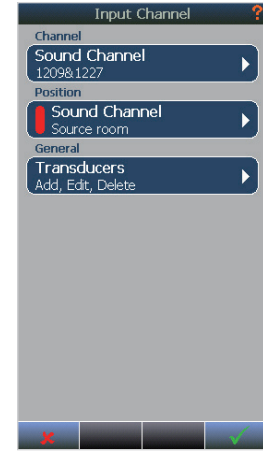 Input Channel ?
Channel
Sound Channel
1209&1227
Position
Sound Channel
Source room
General
Transducers
Add, Edit, Delete